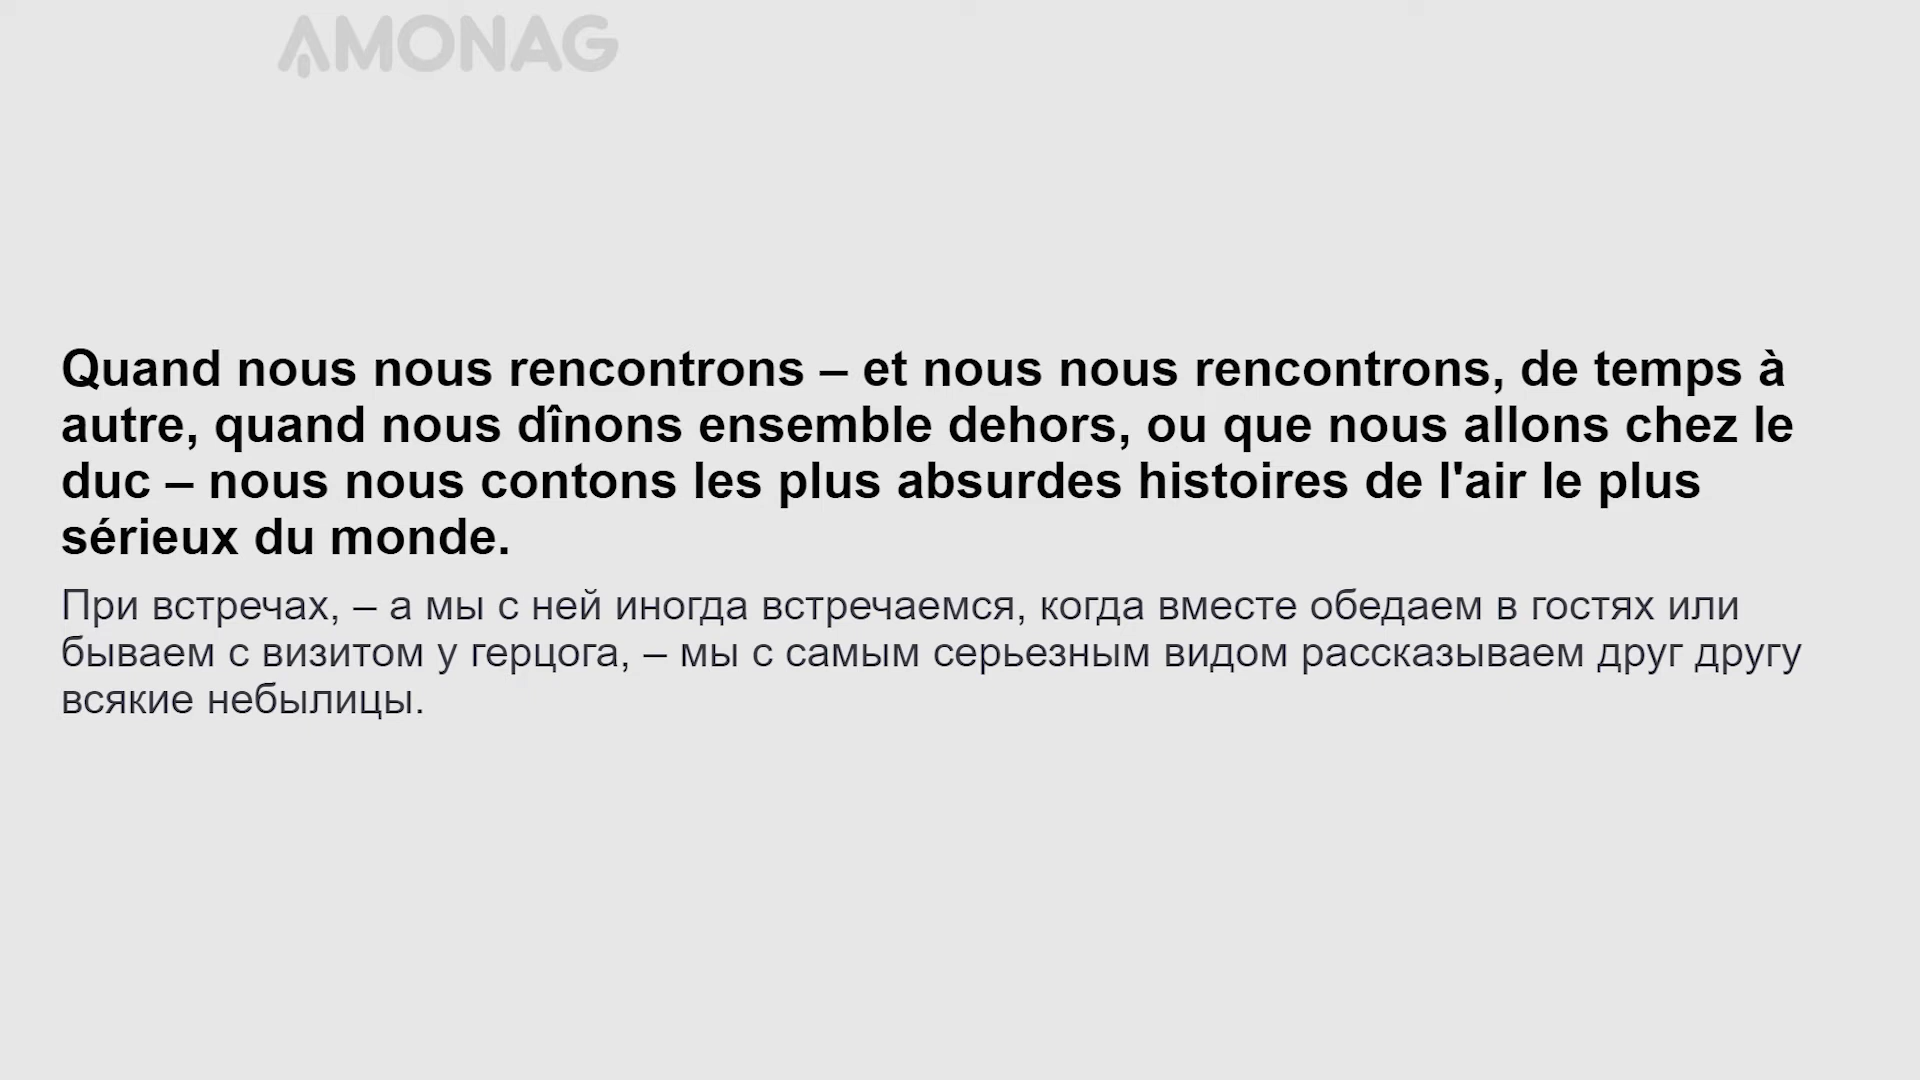 AMONAG
Quand nous nous rencontrons – et nous nous rencontrons, de temps à
autre, quand nous dînons ensemble dehors, ou que nous allons chez le
duc – nous nous contons les plus absurdes histoires de l'air le plus
sérieux du monde.
При встречах, – а мы с ней иногда встречаемся, когда вместе обедаем в гостях или
бываем с визитом у герцога, – мы с самым серьезным видом рассказываем друг другу
всякие небылицы.